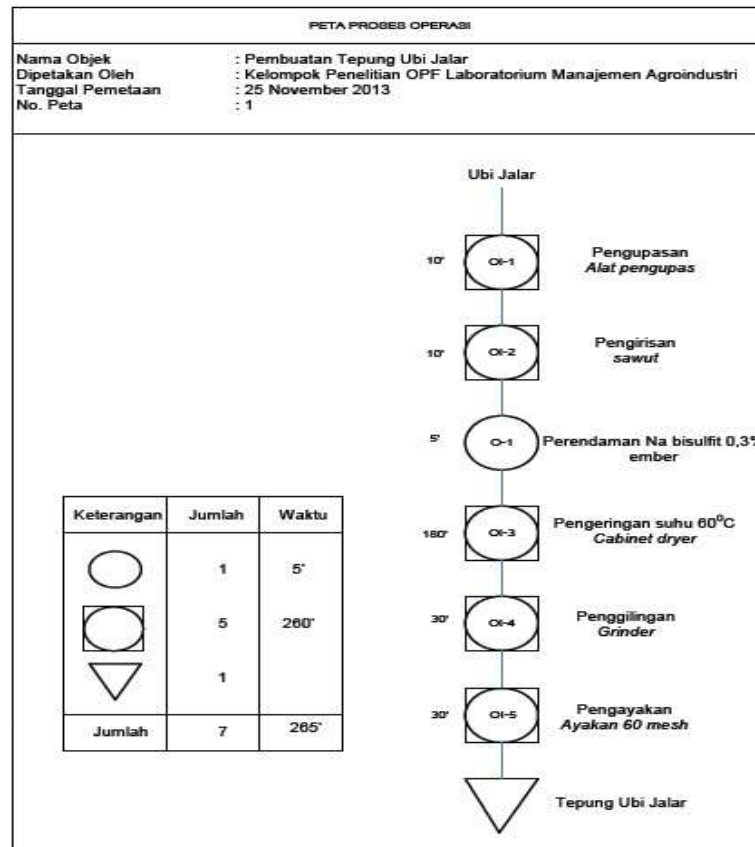 PETA PROSES OPERASI
Nama Objek : Pembuatan Tepung Ubi Jalar
Dipetakan Oleh : Kelompok Penelitian OPF Laboratorium Manajemen Agroindustri
Tanggal Pemetaan : 25 November 2013
No. Peta : 1
Ubi Jalar
10' OI-1 Pengupasan
Alat pengupas
10' OI-2 Pengirisan
sawut
5' O-1 Perendaman Na bisulfit 0,3%
ember
180' OI-3 Pengeringan suhu 60⁰C
Cabinet dryer
30' OI-4 Penggilingan
Grinder
30' OI-5 Pengayakan
Ayakan 60 mesh
Tepung Ubi Jalar
Keterangan Jumlah Waktu
1 5'
5 260'
1
Jumlah 7 265'